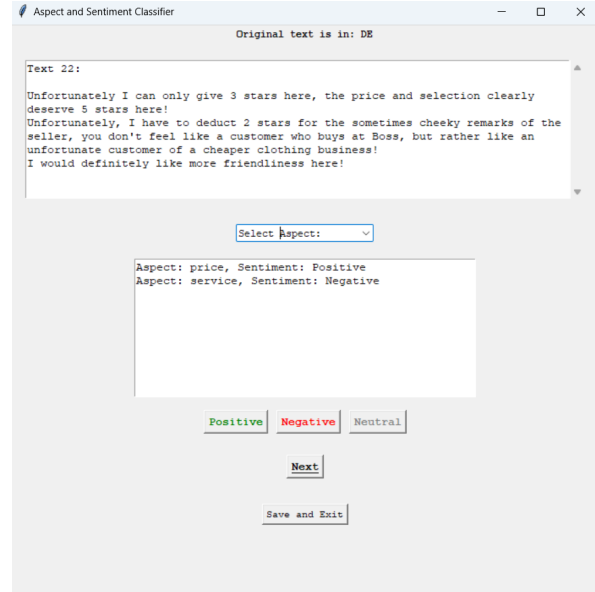 Aspect and Sentiment Classifier
Original text is in: DE
Text 22:
Unfortunately I can only give 3 stars here, the price and selection clearly
deserve 5 stars here!
Unfortunately, I have to deduct 2 stars for the sometimes cheeky remarks of the
seller, you don't feel like a customer who buys at Boss, but rather like an
unfortunate customer of a cheaper clothing business!
I would definitely like more friendliness here!
Select Aspect:
Aspect: price, Sentiment: Positive
Aspect: service, Sentiment: Negative
Positive Negative Neutral
Next
Save and Exit